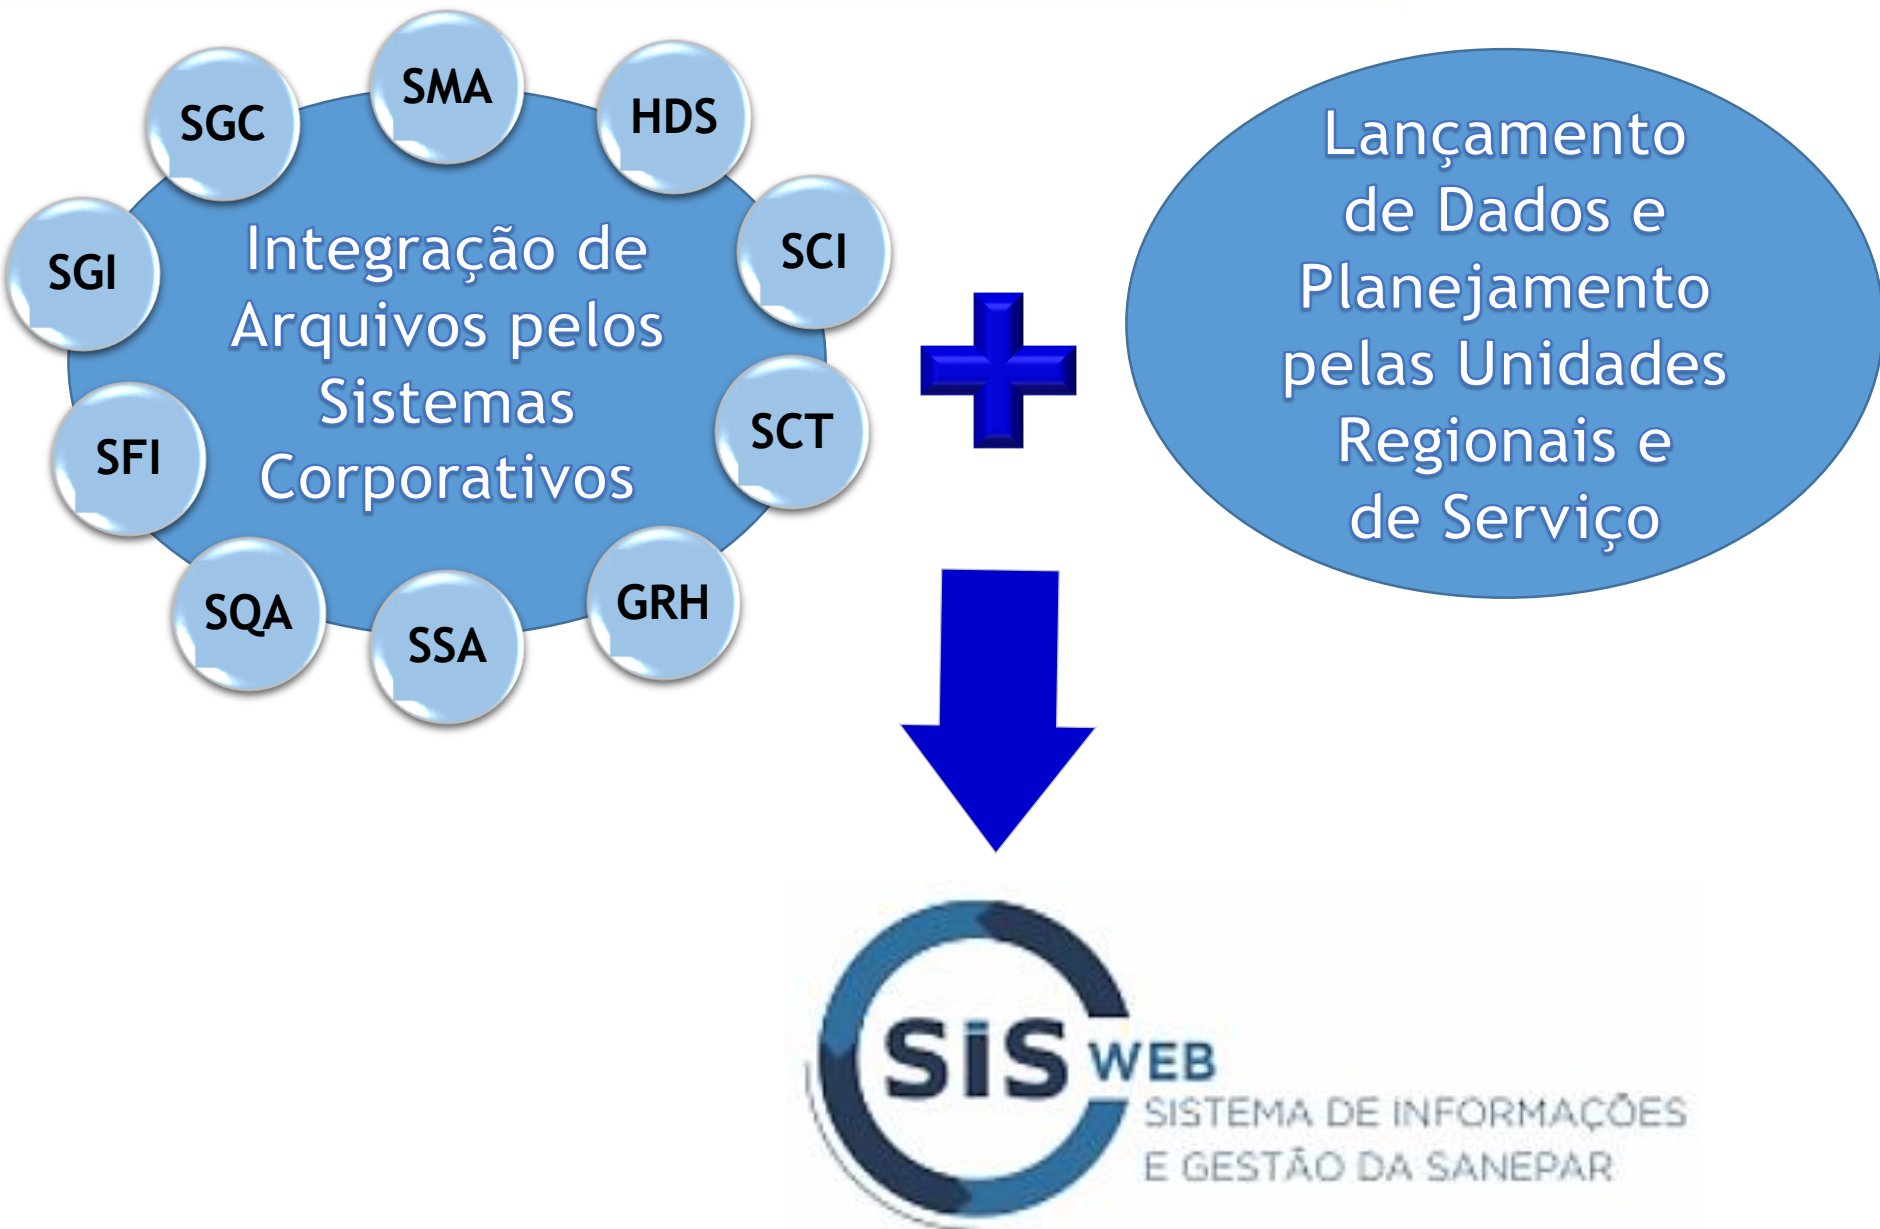 SMA
SGC
HDS
SGI
SCI
SFI
SCT
SQA
SSA
GRH
Integração de
Arquivos pelos
Sistemas
Corporativos
Lançamento
de Dados e
Planejamento
pelas Unidades
Regionais e
de Serviço
SiS WEB
SISTEMA DE INFORMAÇÕES
E GESTÃO DA SANEPAR